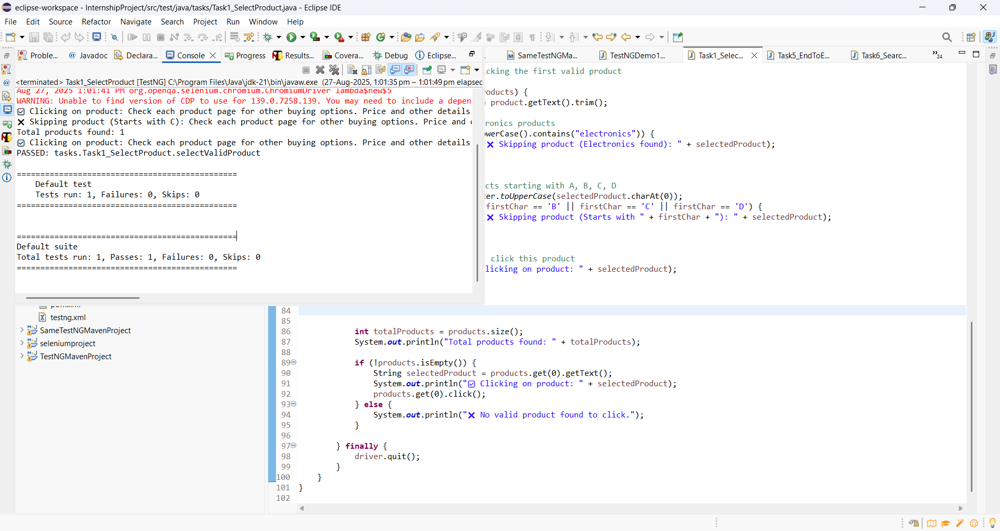 eclipse-workspace - InternshipProject/src/test/java/tasks/Task1_SelectProduct.java - Eclipse IDE
File Edit Source Refactor Navigate Search Project Run Window Help
Proble... @ Javadoc Declara... Console Progress Results... Covera... Debug Eclipse...
SameTestNGMa... TestNGDemo1... Task1_Selec... Task5_EndToE... Task6_Searc... »24
<terminated> Task1_SelectProduct [TestNG] C:\Program Files\Java\jdk-21\bin\javaw.exe (27-Aug-2025, 1:01:35 pm – 1:01:49 pm elapsed
Aug 27, 2025 1:01:41 PM org.openqa.selenium.chromium.ChromiumDriver lambda$new$5
WARNING: Unable to find version of CDP to use for 139.0.7258.139. You may need to include a depen
☑ Clicking on product: Check each product page for other buying options. Price and other details
❌ Skipping product (Starts with C): Check each product page for other buying options. Price and
Total products found: 1
☑ Clicking on product: Check each product page for other buying options. Price and other details
PASSED: tasks.Task1_SelectProduct.selectValidProduct
===============================================
Default test
Tests run: 1, Failures: 0, Skips: 0
===============================================
===============================================
Default suite
Total tests run: 1, Passes: 1, Failures: 0, Skips: 0
===============================================
cking the first valid product
oducts) {
= product.getText().trim();
ronics products
owerCase().contains("electronics")) {
❌ Skipping product (Electronics found): " + selectedProduct);
cts starting with A, B, C, D
er.toUpperCase(selectedProduct.charAt(0));
firstChar == 'B' || firstChar == 'C' || firstChar == 'D') {
❌ Skipping product (Starts with " + firstChar + "): " + selectedProduct);
click this product
licking on product: " + selectedProduct);
testng.xml
SameTestNGMavenProject
seleniumproject
TestNGMavenProject
84
85
86 int totalProducts = products.size();
87 System.out.println("Total products found: " + totalProducts);
88
89 if (!products.isEmpty()) {
90 String selectedProduct = products.get(0).getText();
91 System.out.println("☑ Clicking on product: " + selectedProduct);
92 products.get(0).click();
93 } else {
94 System.out.println("❌ No valid product found to click.");
95 }
96
97 } finally {
98 driver.quit();
99 }
100 }
101 }
102